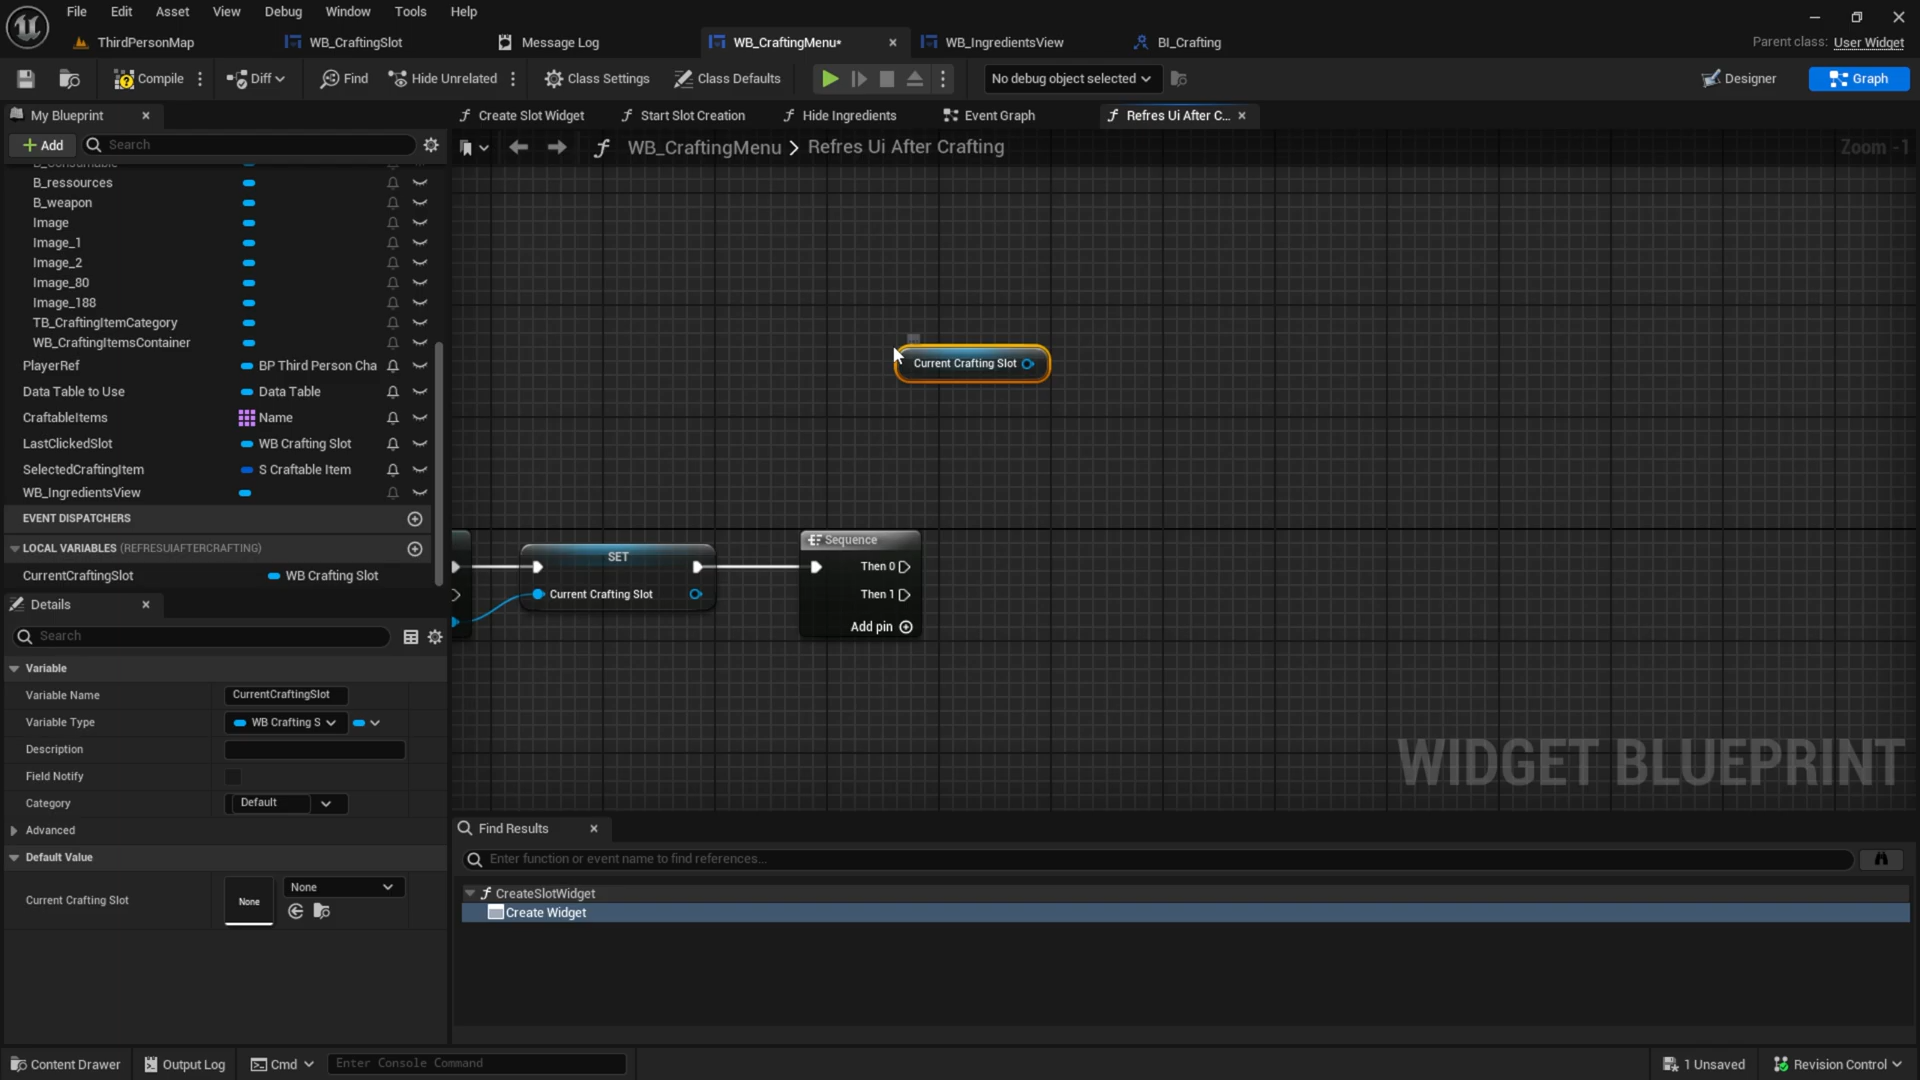 File Edit Asset View Debug Window Tools Help
ThirdPersonMap WB_CraftingSlot Message Log WB_CraftingMenu* WB_IngredientsView BI_Crafting Parent class: User Widget
Compile Diff Find Hide Unrelated Class Settings Class Defaults No debug object selected Designer Graph
My Blueprint Create Slot Widget Start Slot Creation Hide Ingredients Event Graph Refres Ui After C...
Add Search WB_CraftingMenu > Refres Ui After Crafting Zoom -1
B_ressources
B_weapon
Image
Image_1
Image_2
Image_80
Image_188
TB_CraftingItemCategory
WB_CraftingItemsContainer
PlayerRef BP Third Person Cha
Data Table to Use Data Table
CraftableItems Name
LastClickedSlot WB Crafting Slot
SelectedCraftingItem S Craftable Item
WB_IngredientsView
EVENT DISPATCHERS
LOCAL VARIABLES (REFRESUIAFTERCRAFTING)
CurrentCraftingSlot WB Crafting Slot
Current Crafting Slot
SET
Current Crafting Slot
Sequence
Then 0
Then 1
Add pin
WIDGET BLUEPRINT
Details
Search
Variable
Variable Name CurrentCraftingSlot
Variable Type WB Crafting S
Description
Field Notify
Category Default
Advanced
Default Value
Current Crafting Slot None None
Find Results
Enter function or event name to find references...
CreateSlotWidget
Create Widget
Content Drawer Output Log Cmd Enter Console Command 1 Unsaved Revision Control